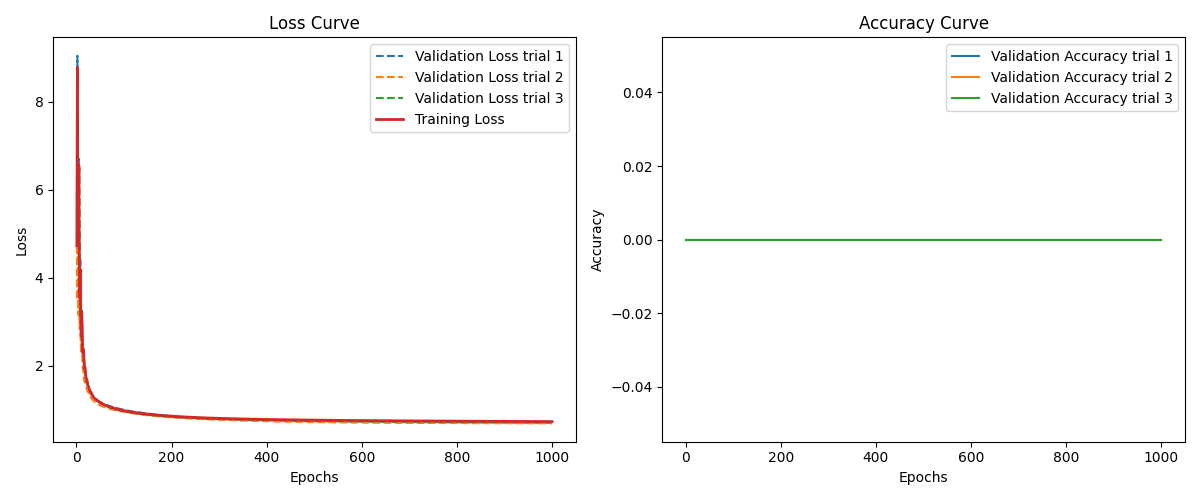 Loss Curve
Validation Loss trial 1
Validation Loss trial 2
Validation Loss trial 3
Training Loss
8
6
4
2
Loss
0 200 400 600 800 1000
Epochs
Accuracy Curve
Validation Accuracy trial 1
Validation Accuracy trial 2
Validation Accuracy trial 3
0.04
0.02
0.00
−0.02
−0.04
Accuracy
0 200 400 600 800 1000
Epochs